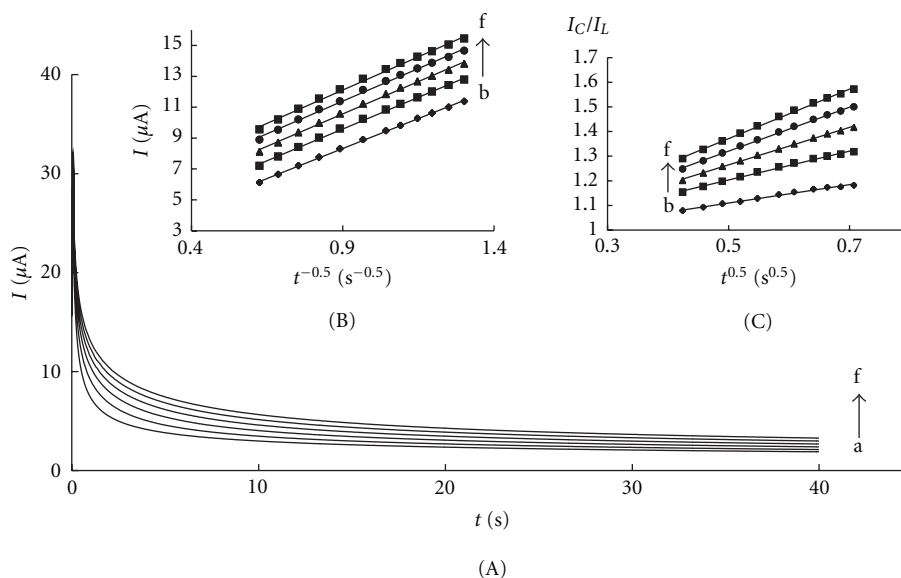 I (μA)
40
30
20
10
0
0 10 20 30 40
t (s)
(A)
I (μA)
15
13
11
9
7
5
3
0.4 0.9 1.4
t^{−0.5} (s^{−0.5})
(B)
f
b
I_C/I_L
1.7
1.6
1.5
1.4
1.3
1.2
1.1
1
0.3 0.5 0.7
t^{0.5} (s^{0.5})
(C)
f
b
f
a